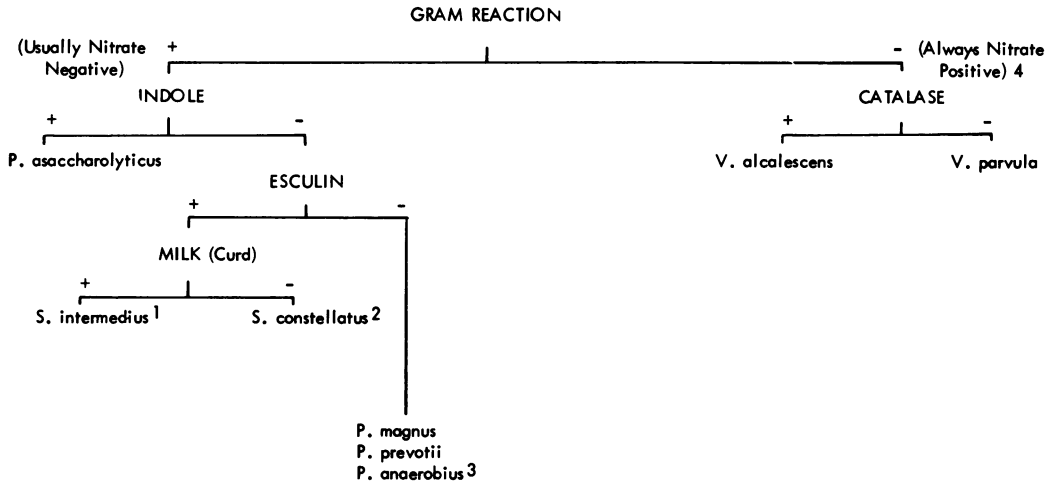 GRAM REACTION
(Usually Nitrate
Negative)
+
-
(Always Nitrate
Positive) 4
INDOLE
CATALASE
+
-
+
-
P. asaccharolyticus
V. alcalescens
V. parvula
ESCULIN
+
-
MILK (Curd)
+
-
S. intermedius 1
S. constellatus 2
P. magnus
P. prevotii
P. anaerobius 3